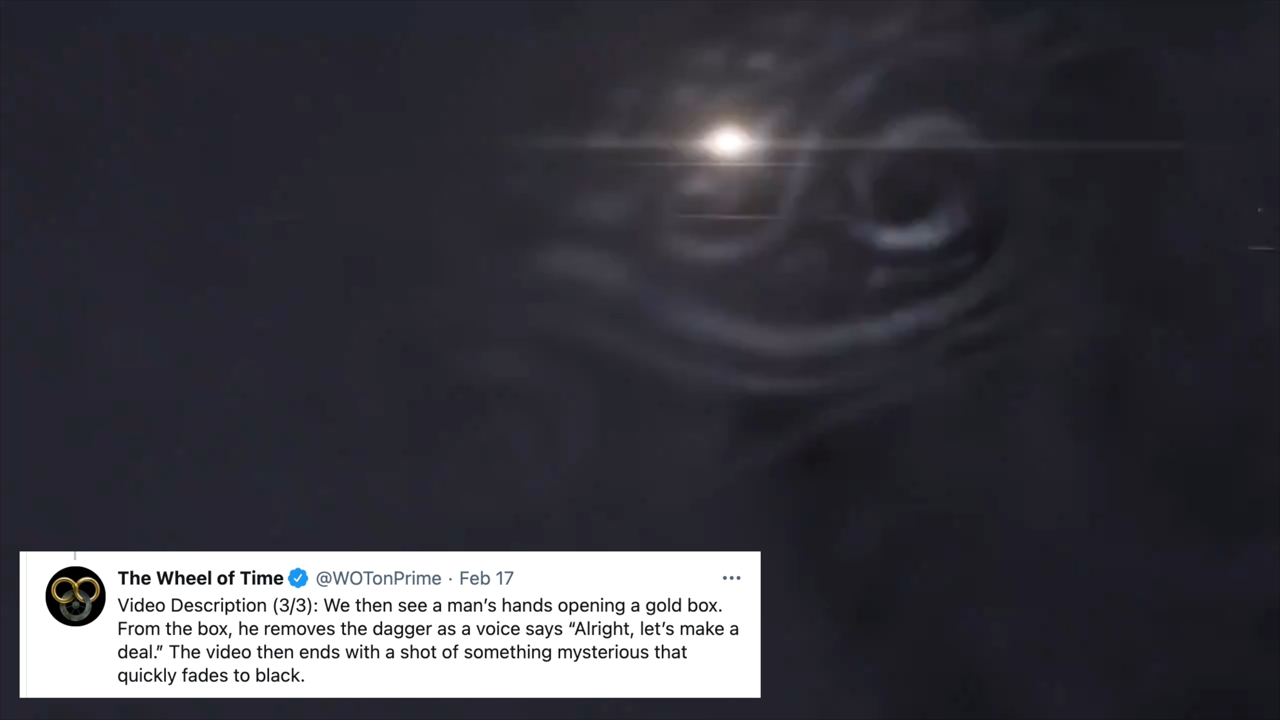 The Wheel of Time @WOTonPrime · Feb 17
Video Description (3/3): We then see a man’s hands opening a gold box.
From the box, he removes the dagger as a voice says “Alright, let’s make a
deal.” The video then ends with a shot of something mysterious that
quickly fades to black.